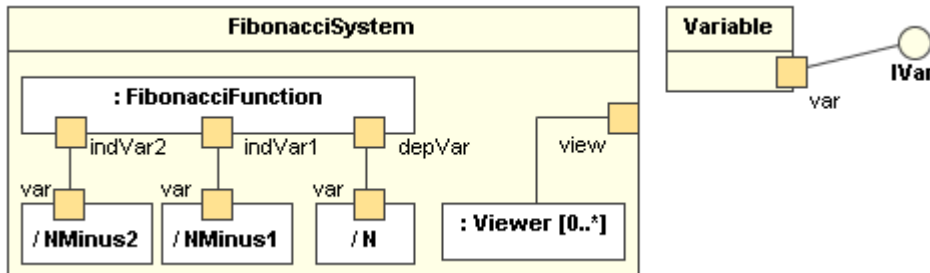 FibonacciSystem
Variable
IVar
var
: FibonacciFunction
indVar2
indVar1
depVar
view
var
var
var
/ NMinus2
/ NMinus1
/ N
: Viewer [0..*]